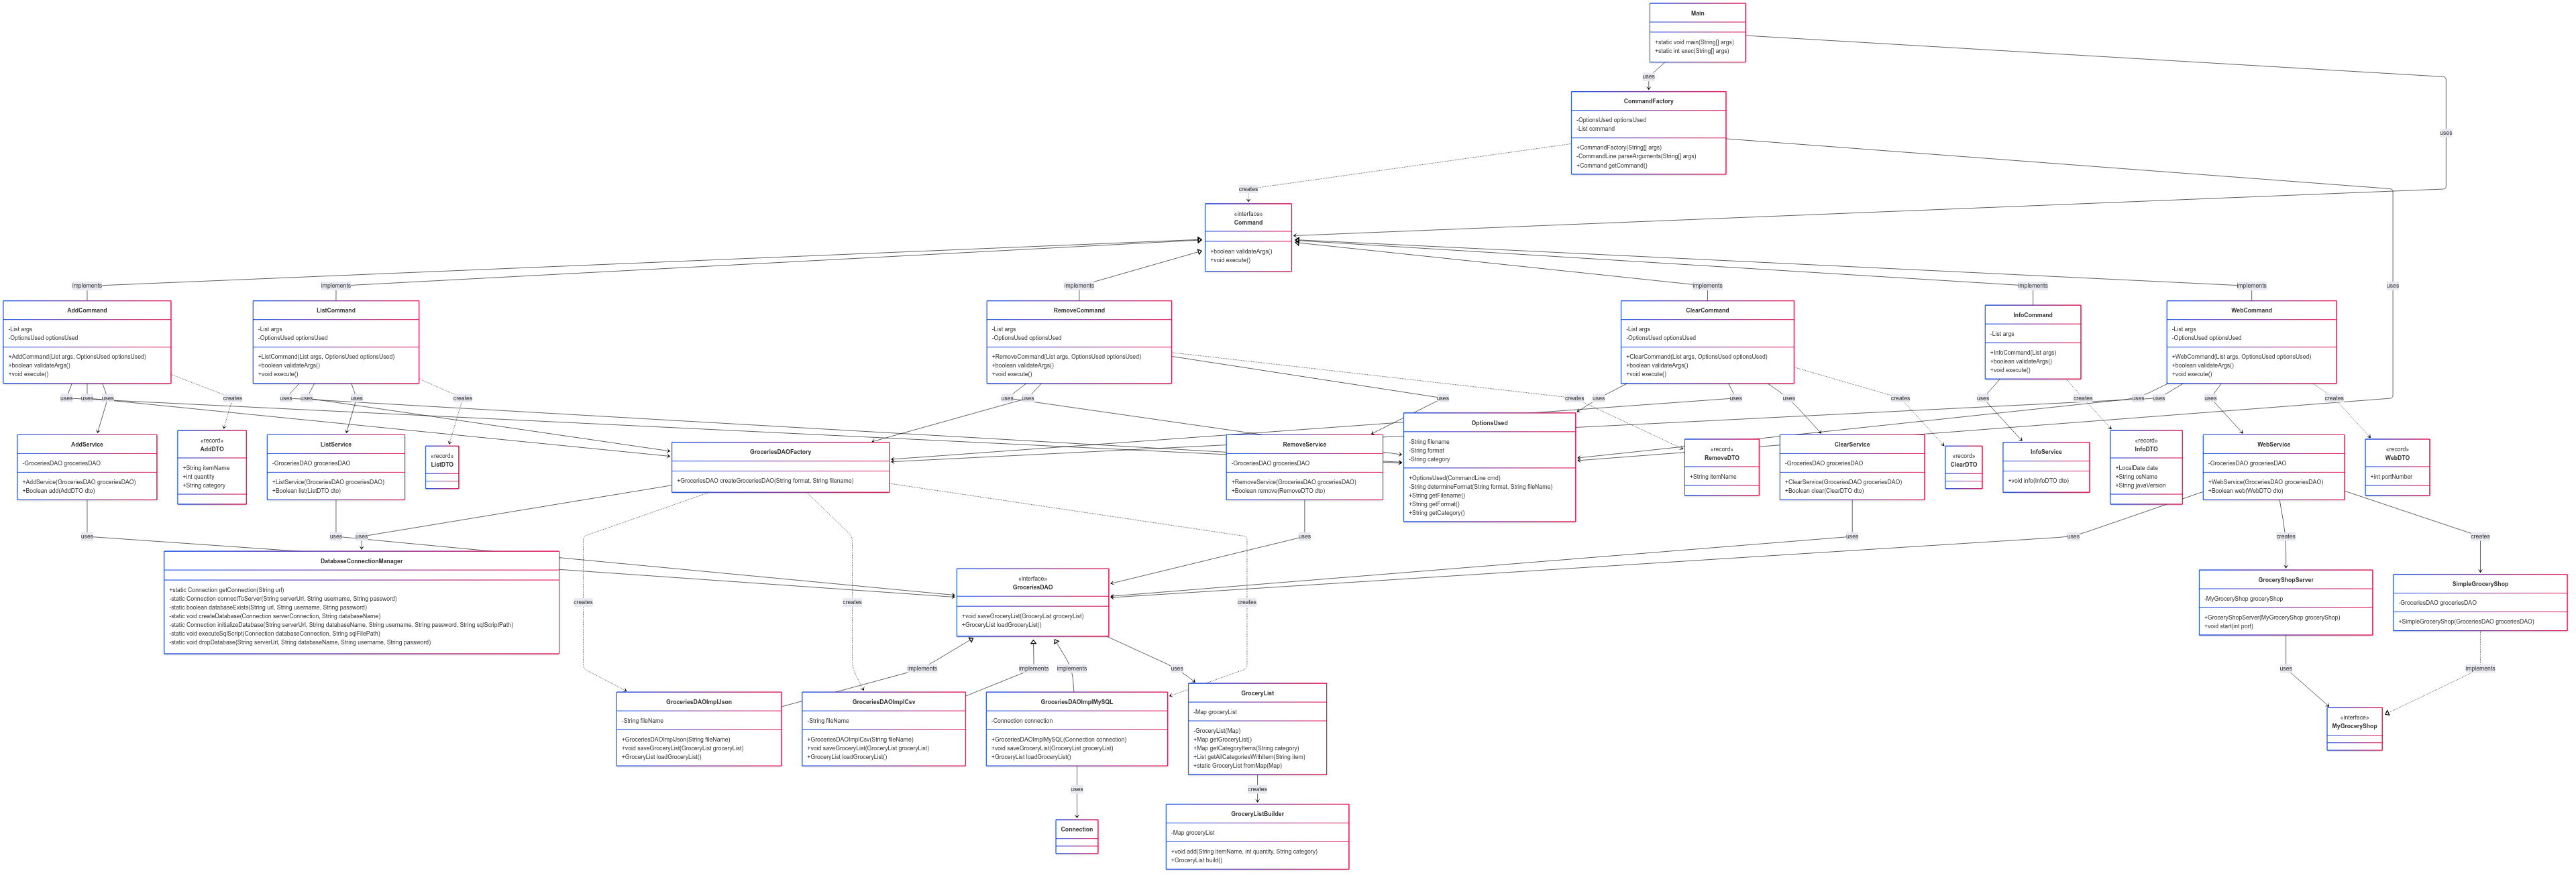 Main
+static void main(String[] args)
+static int exec(String[] args)
uses
uses
CommandFactory
-OptionsUsed optionsUsed
-List command
+CommandFactory(String[] args)
-CommandLine parseArguments(String[] args)
+Command getCommand()
creates
uses
«interface»
Command
+boolean validateArgs()
+void execute()
implements
implements
implements
implements
implements
implements
AddCommand
-List args
-OptionsUsed optionsUsed
+AddCommand(List args, OptionsUsed optionsUsed)
+boolean validateArgs()
+void execute()
ListCommand
-List args
-OptionsUsed optionsUsed
+ListCommand(List args, OptionsUsed optionsUsed)
+boolean validateArgs()
+void execute()
RemoveCommand
-List args
-OptionsUsed optionsUsed
+RemoveCommand(List args, OptionsUsed optionsUsed)
+boolean validateArgs()
+void execute()
ClearCommand
-List args
-OptionsUsed optionsUsed
+ClearCommand(List args, OptionsUsed optionsUsed)
+boolean validateArgs()
+void execute()
InfoCommand
-List args
+InfoCommand(List args)
+boolean validateArgs()
+void execute()
WebCommand
-List args
-OptionsUsed optionsUsed
+WebCommand(List args, OptionsUsed optionsUsed)
+boolean validateArgs()
+void execute()
uses
uses
uses
creates
uses
uses
uses
creates
uses
uses
uses
creates
uses
uses
uses
creates
uses
creates
uses
uses
uses
creates
AddService
-GroceriesDAO groceriesDAO
+AddService(GroceriesDAO groceriesDAO)
+Boolean add(AddDTO dto)
«record»
AddDTO
+String itemName
+int quantity
+String category
ListService
-GroceriesDAO groceriesDAO
+ListService(GroceriesDAO groceriesDAO)
+Boolean list(ListDTO dto)
«record»
ListDTO
GroceriesDAOFactory
+GroceriesDAO createGroceriesDAO(String format, String filename)
RemoveService
-GroceriesDAO groceriesDAO
+RemoveService(GroceriesDAO groceriesDAO)
+Boolean remove(RemoveDTO dto)
OptionsUsed
-String filename
-String format
-String category
+OptionsUsed(CommandLine cmd)
-String determineFormat(String format, String fileName)
+String getFilename()
+String getFormat()
+String getCategory()
«record»
RemoveDTO
+String itemName
ClearService
-GroceriesDAO groceriesDAO
+ClearService(GroceriesDAO groceriesDAO)
+Boolean clear(ClearDTO dto)
«record»
ClearDTO
InfoService
+void info(InfoDTO dto)
«record»
InfoDTO
+LocalDate date
+String osName
+String javaVersion
WebService
-GroceriesDAO groceriesDAO
+WebService(GroceriesDAO groceriesDAO)
+Boolean web(WebDTO dto)
«record»
WebDTO
+int portNumber
uses
uses
uses
uses
uses
uses
creates
creates
DatabaseConnectionManager
+static Connection getConnection(String url)
-static Connection connectToServer(String serverUrl, String username, String password)
-static boolean databaseExists(String url, String username, String password)
-static void createDatabase(Connection serverConnection, String databaseName)
-static Connection initializeDatabase(String serverUrl, String databaseName, String username, String password, String sqlScriptPath)
-static void executeSqlScript(Connection databaseConnection, String sqlFilePath)
-static void dropDatabase(String serverUrl, String databaseName, String username, String password)
creates
creates
«interface»
GroceriesDAO
+void saveGroceryList(GroceryList groceryList)
+GroceryList loadGroceryList()
creates
GroceryShopServer
-MyGroceryShop groceryShop
+GroceryShopServer(MyGroceryShop groceryShop)
+void start(int port)
SimpleGroceryShop
-GroceriesDAO groceriesDAO
+SimpleGroceryShop(GroceriesDAO groceriesDAO)
implements
implements
implements
uses
uses
implements
GroceriesDAOImplJson
-String fileName
+GroceriesDAOImplJson(String fileName)
+void saveGroceryList(GroceryList groceryList)
+GroceryList loadGroceryList()
GroceriesDAOImplCsv
-String fileName
+GroceriesDAOImplCsv(String fileName)
+void saveGroceryList(GroceryList groceryList)
+GroceryList loadGroceryList()
GroceriesDAOImplMySQL
-Connection connection
+GroceriesDAOImplMySQL(Connection connection)
+void saveGroceryList(GroceryList groceryList)
+GroceryList loadGroceryList()
GroceryList
-Map groceryList
-GroceryList(Map)
+Map getGroceryList()
+Map getCategoryItems(String category)
+List getAllCategoriesWithItem(String item)
+static GroceryList fromMap(Map)
«interface»
MyGroceryShop
uses
creates
Connection
GroceryListBuilder
-Map groceryList
+void add(String itemName, int quantity, String category)
+GroceryList build()